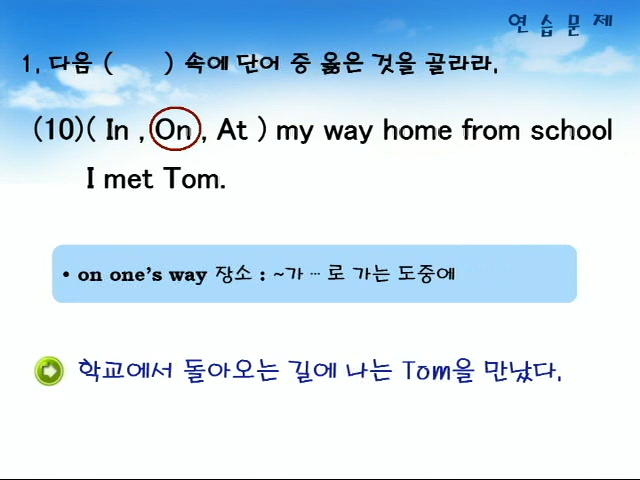 연 습 문 제
1. 다음 (      ) 속에 단어 중 옳은 것을 골라라.
(10)( In , On , At ) my way home from school
I met Tom.
• on one's way 장소 : ~가 … 로 가는 도중에
학교에서 돌아오는 길에 나는 Tom을 만났다.